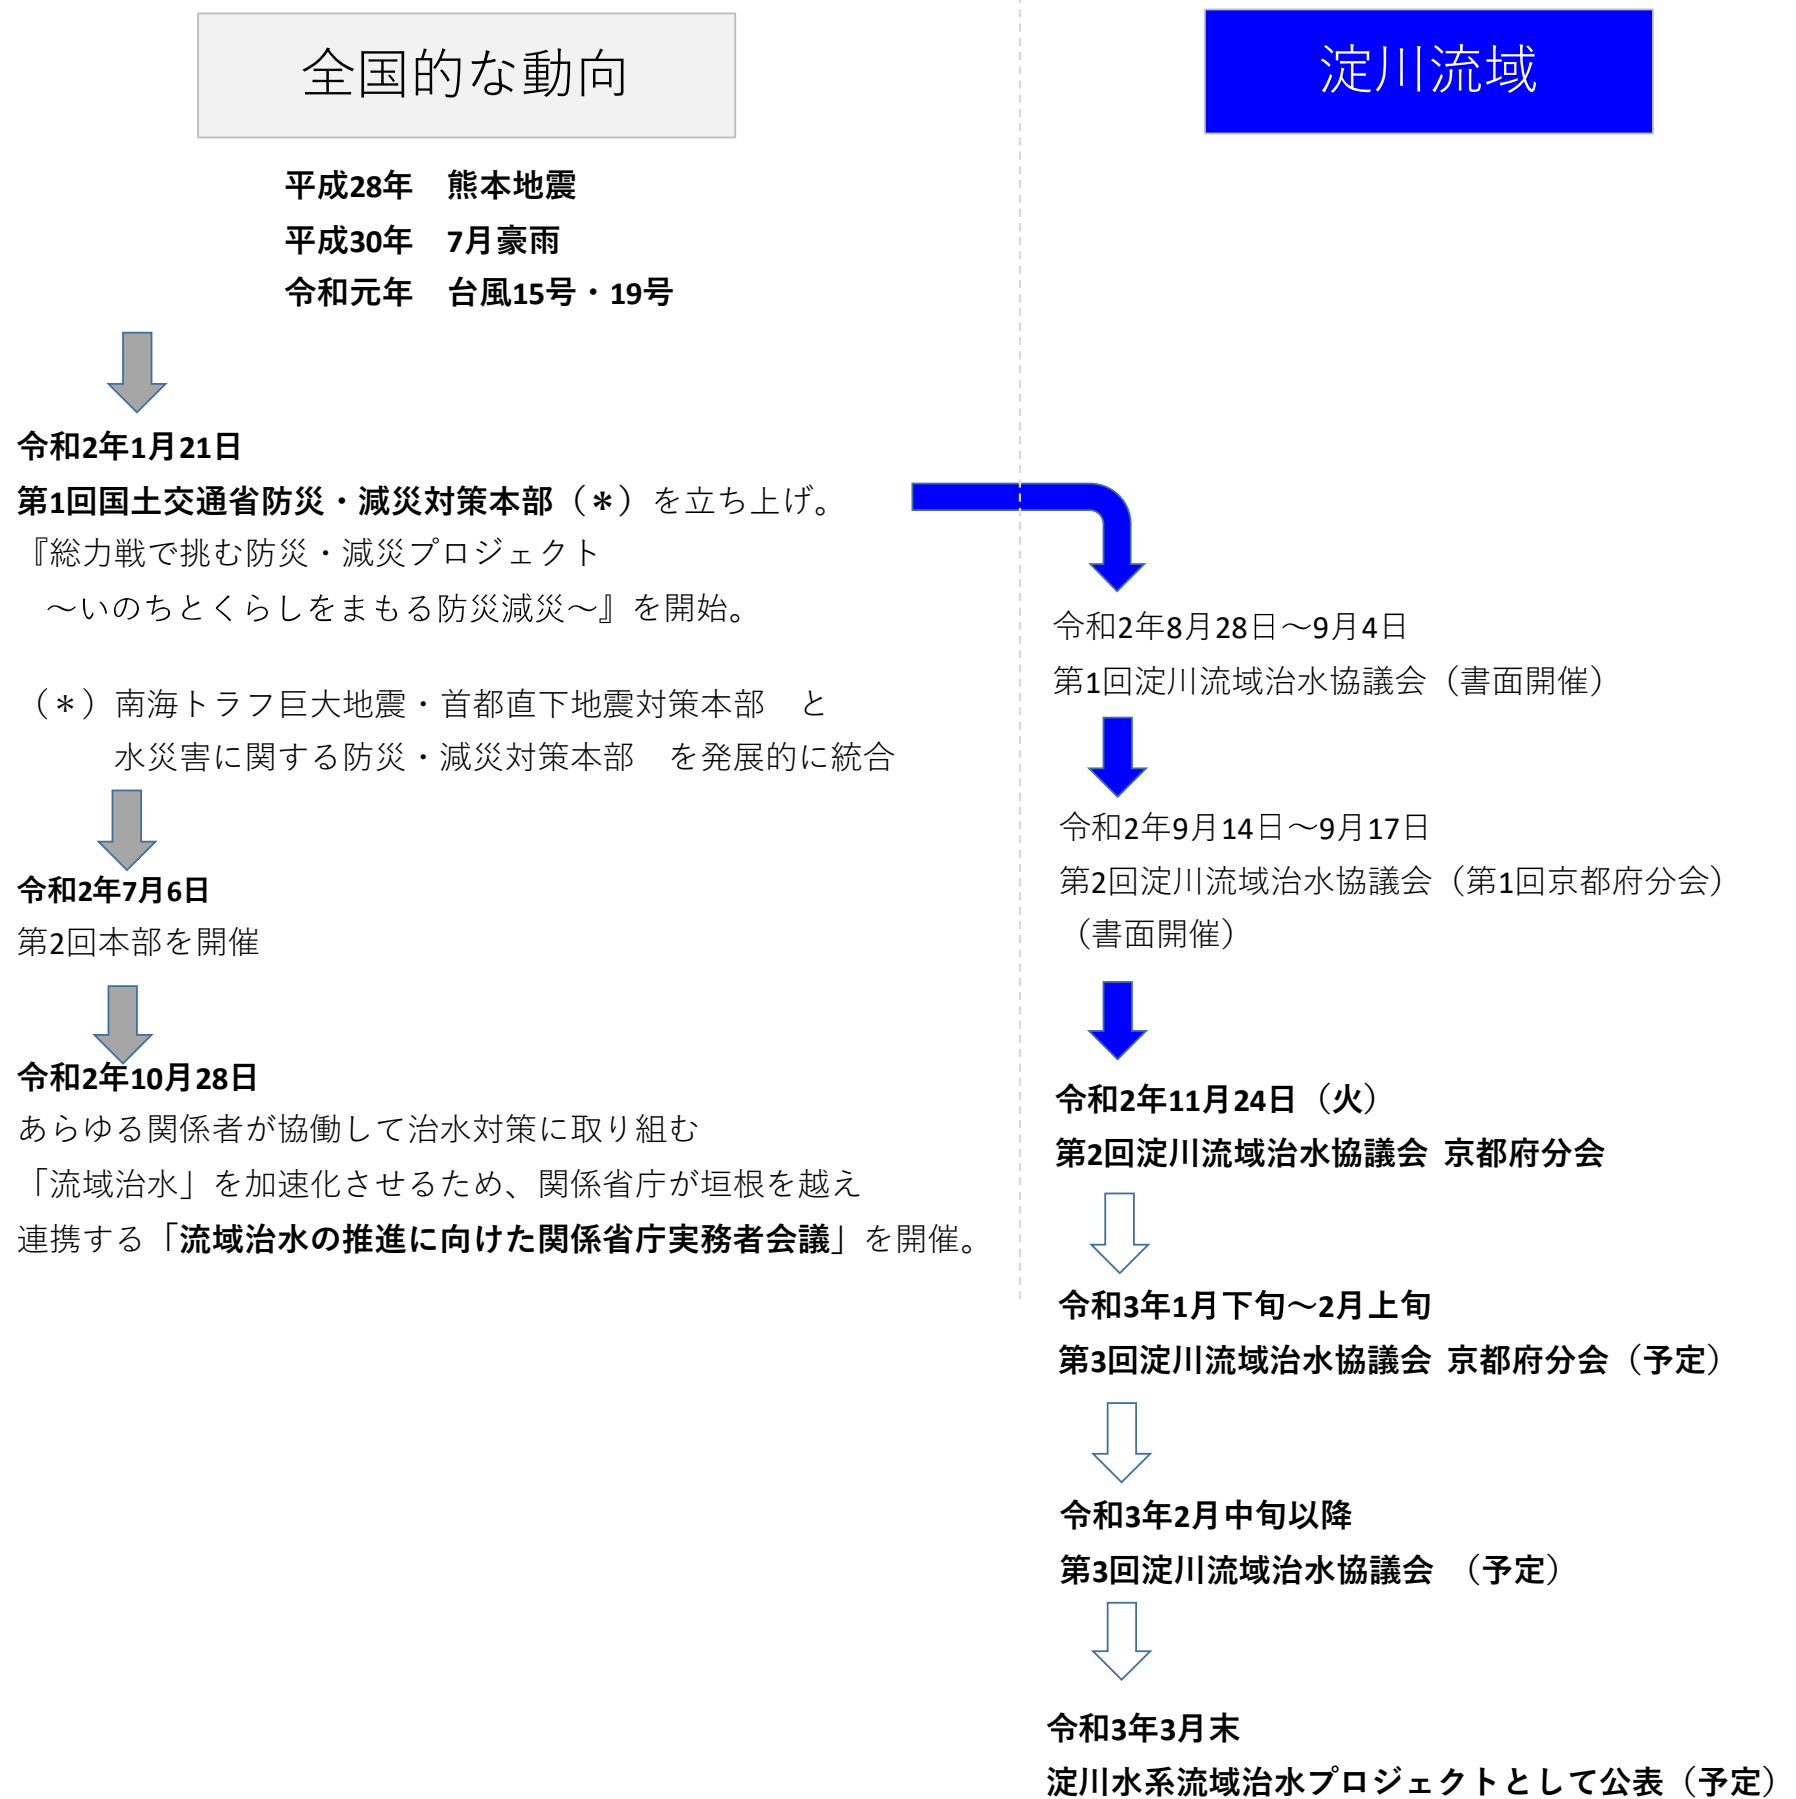 全国的な動向
平成28年　熊本地震
平成30年　7月豪雨
令和元年　台風15号・19号
令和2年1月21日
第1回国土交通省防災・減災対策本部（＊）を立ち上げ。
『総力戦で挑む防災・減災プロジェクト
～いのちとくらしをまもる防災減災～』を開始。
（＊）南海トラフ巨大地震・首都直下地震対策本部　と
水災害に関する防災・減災対策本部　を発展的に統合
令和2年7月6日
第2回本部を開催
令和2年10月28日
あらゆる関係者が協働して治水対策に取り組む
「流域治水」を加速化させるため、関係省庁が垣根を越え
連携する「流域治水の推進に向けた関係省庁実務者会議」を開催。
淀川流域
令和2年8月28日～9月4日
第1回淀川流域治水協議会（書面開催）
令和2年9月14日～9月17日
第2回淀川流域治水協議会（第1回京都府分会）
（書面開催）
令和2年11月24日（火）
第2回淀川流域治水協議会 京都府分会
令和3年1月下旬～2月上旬
第3回淀川流域治水協議会 京都府分会（予定）
令和3年2月中旬以降
第3回淀川流域治水協議会　（予定）
令和3年3月末
淀川水系流域治水プロジェクトとして公表（予定）